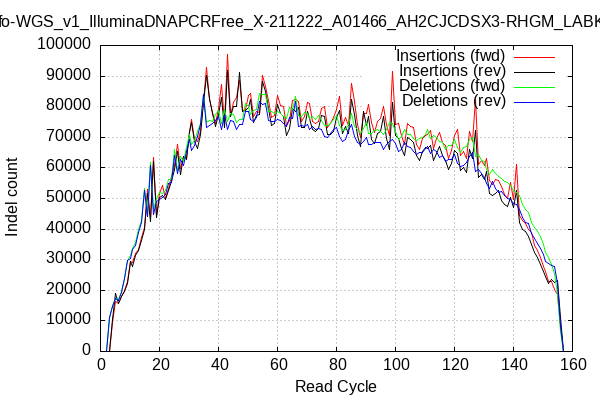 fo-WGS_v1_IlluminaDNAPCRFree_X-211222_A01466_AH2CJCDSX3-RHGM_LABK
100000
90000
80000
70000
60000
50000
40000
30000
20000
10000
0
Indel count
Insertions (fwd)
Insertions (rev)
Deletions (fwd)
Deletions (rev)
0 20 40 60 80 100 120 140 160
Read Cycle